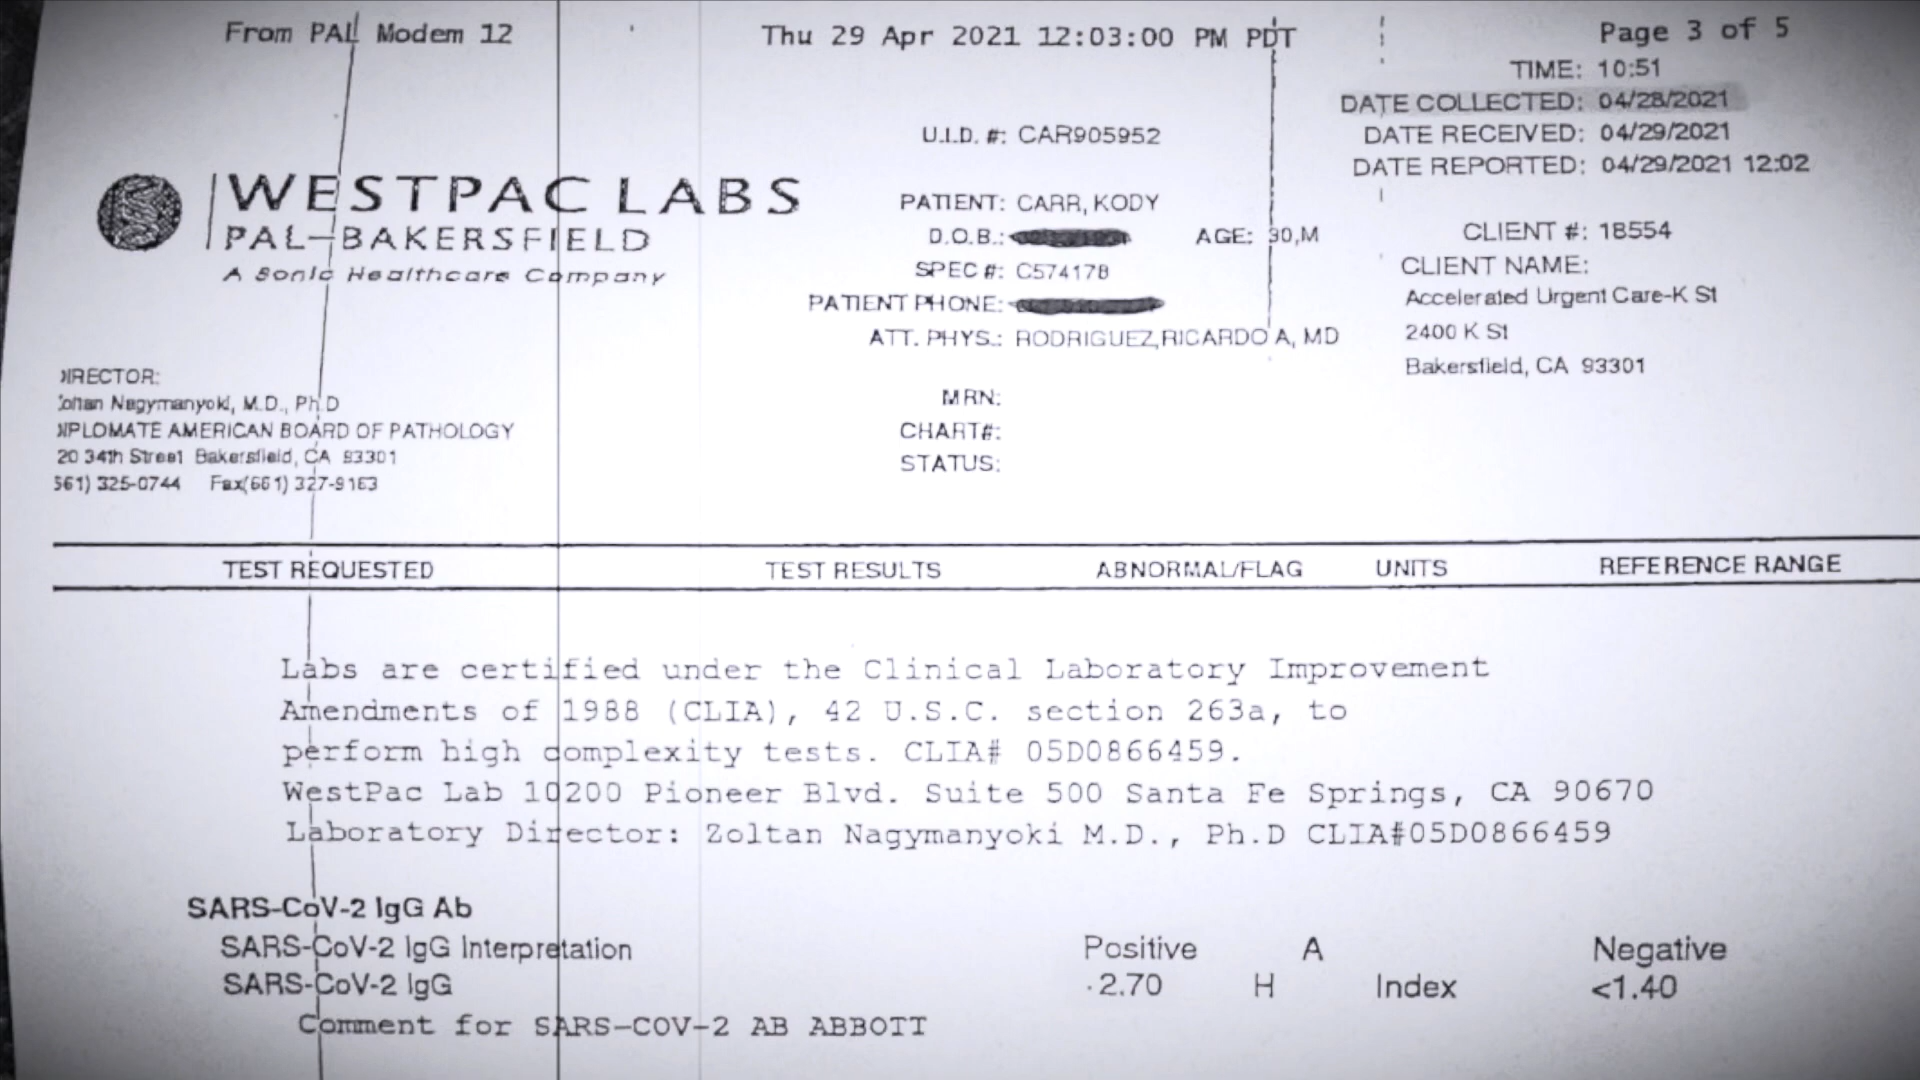 From PAL Modem 12 Thu 29 Apr 2021 12:03:00 PM PDT Page 3 of 5
TIME: 10:51
DATE COLLECTED: 04/28/2021
DATE RECEIVED: 04/29/2021
DATE REPORTED: 04/29/2021 12:02
U.I.D. #: CAR905952
WESTPAC LABS
PAL-BAKERSFIELD
A Sonic Healthcare Company
PATIENT: CARR, KODY
D.O.B.: AGE: 30,M
SPEC #: C574178
PATIENT PHONE:
ATT. PHYS.: RODRIGUEZ,RICARDO A, MD
CLIENT #: 18554
CLIENT NAME:
Accelerated Urgent Care-K St
2400 K St
Bakersfield, CA 93301
MRN:
CHART#:
STATUS:
IRECTOR:
oltan Nagymanyoki, M.D., Ph.D
IPLOMATE AMERICAN BOARD OF PATHOLOGY
20 34th Street Bakersfield, CA 93301
661) 325-0744 Fax(661) 327-9163
TEST REQUESTED TEST RESULTS ABNORMAL/FLAG UNITS REFERENCE RANGE
Labs are certified under the Clinical Laboratory Improvement
Amendments of 1988 (CLIA), 42 U.S.C. section 263a, to
perform high complexity tests. CLIA# 05D0866459.
WestPac Lab 10200 Pioneer Blvd. Suite 500 Santa Fe Springs, CA 90670
Laboratory Director: Zoltan Nagymanyoki M.D., Ph.D CLIA#05D0866459
SARS-CoV-2 IgG Ab
SARS-CoV-2 IgG Interpretation Positive A Negative
SARS-CoV-2 IgG 2.70 H Index <1.40
Comment for SARS-COV-2 AB ABBOTT